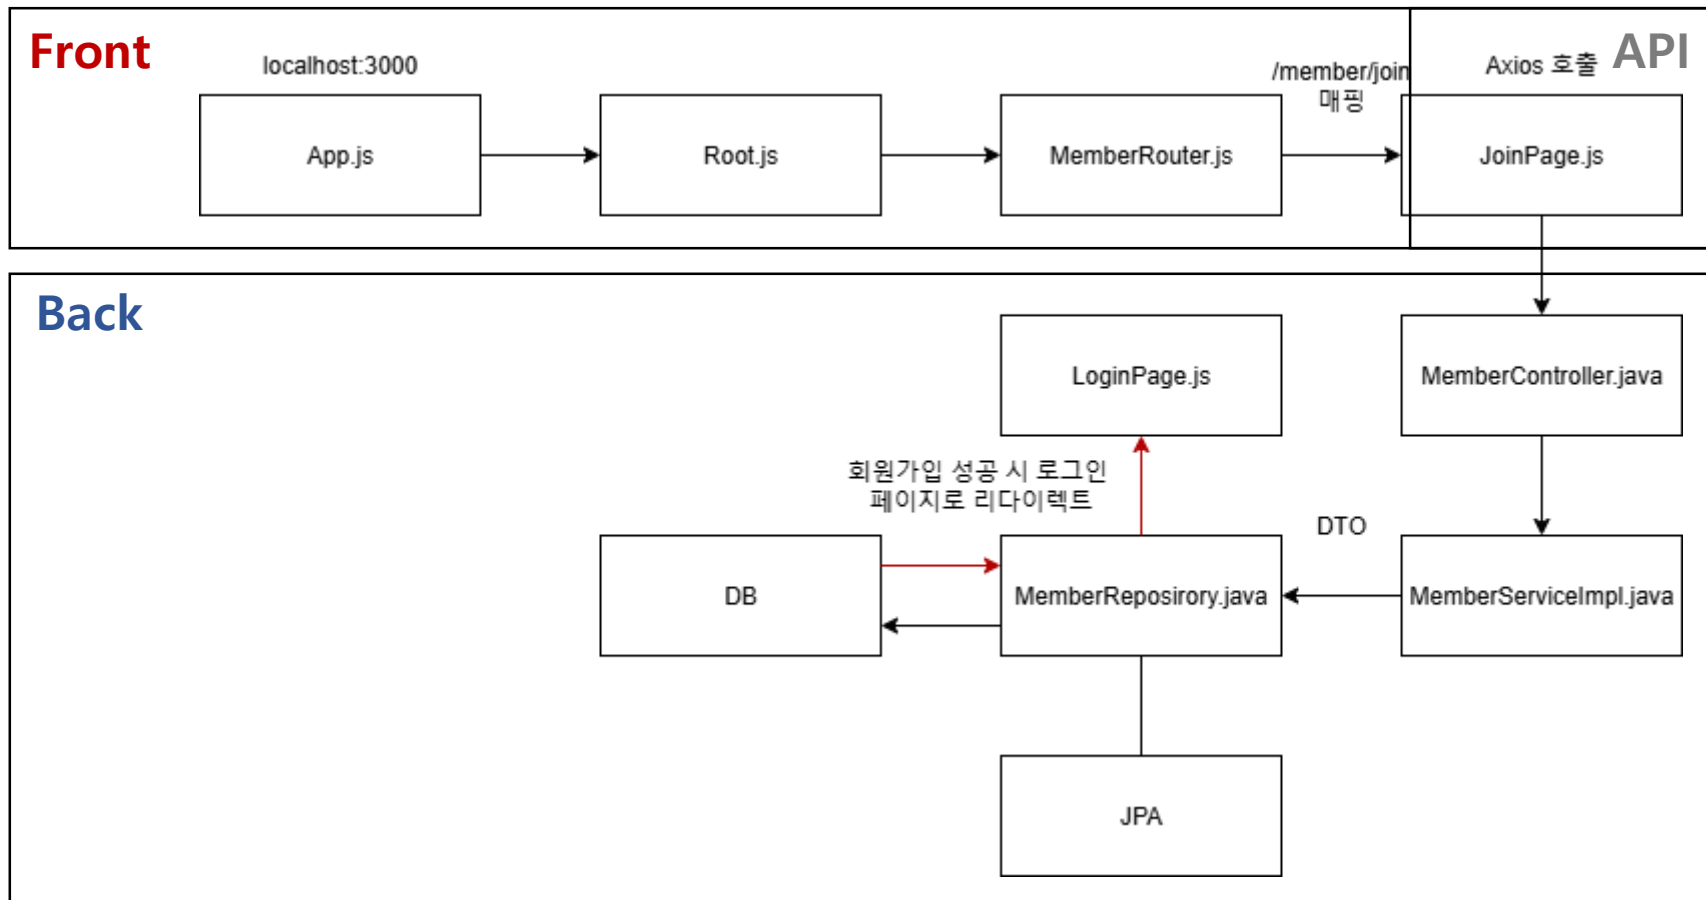 Front
localhost:3000
/member/join
매핑
Axios 호출
API
App.js
Root.js
MemberRouter.js
JoinPage.js
Back
LoginPage.js
MemberController.java
회원가입 성공 시 로그인
페이지로 리다이렉트
DTO
DB
MemberReposirory.java
MemberServiceImpl.java
JPA